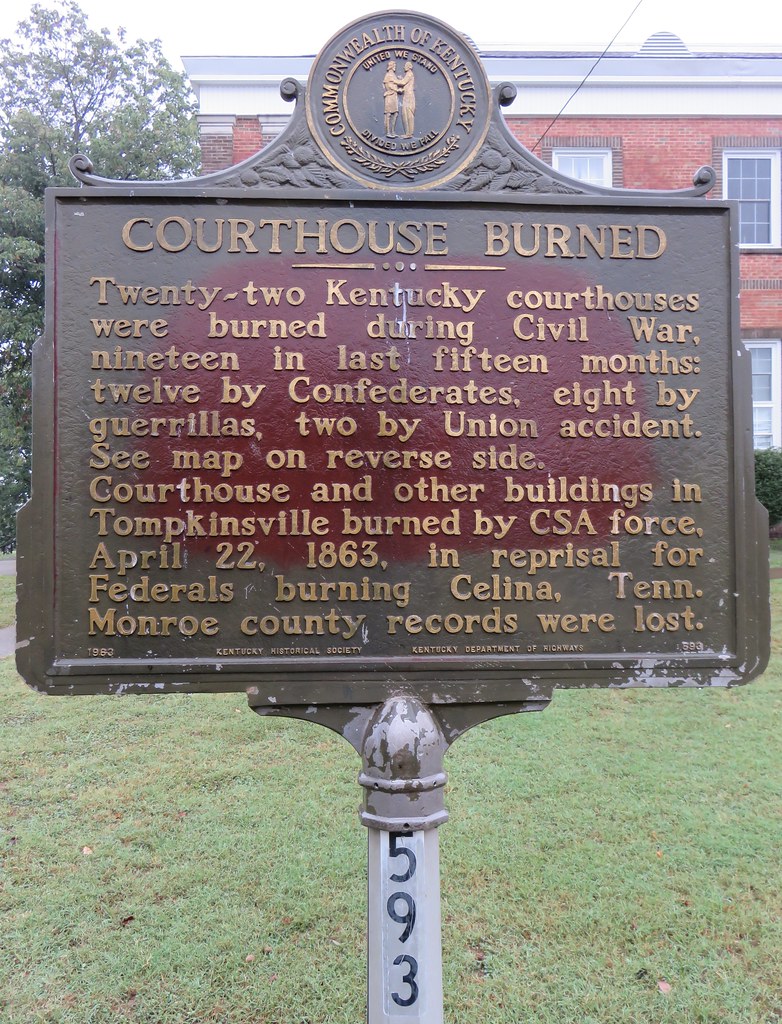 COMMONWEALTH OF KENTUCKY
UNITED WE STAND
DIVIDED WE FALL
COURTHOUSE BURNED
Twenty-two Kentucky courthouses
were burned during Civil War,
nineteen in last fifteen months:
twelve by Confederates, eight by
guerrillas, two by Union accident.
See map on reverse side.
Courthouse and other buildings in
Tompkinsville burned by CSA force,
April 22, 1863, in reprisal for
Federals burning Celina, Tenn.
Monroe county records were lost.
1963 KENTUCKY HISTORICAL SOCIETY KENTUCKY DEPARTMENT OF HIGHWAYS 593
593